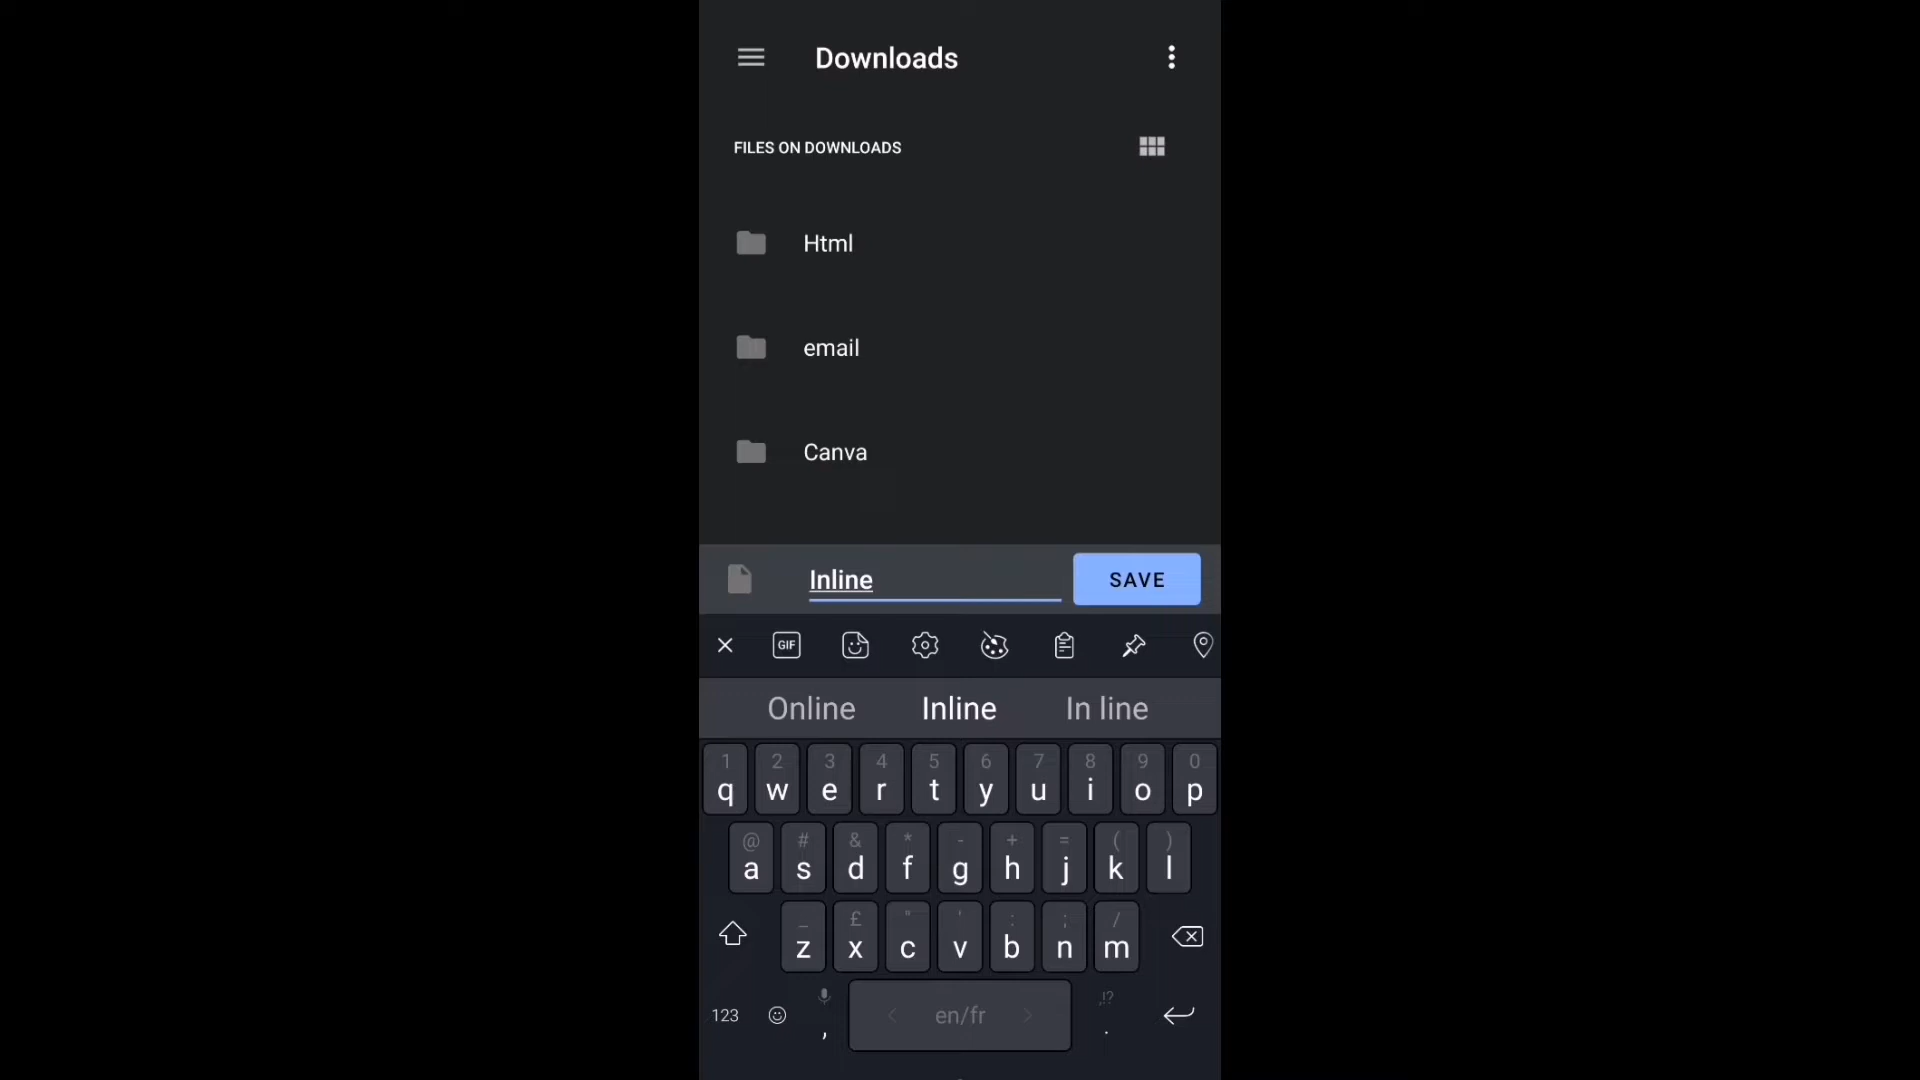 Downloads
FILES ON DOWNLOADS
Html
email
Canva
Inline SAVE
GIF
Online Inline In line
1 2 3 4 5 6 7 8 9 0
q w e r t y u i o p
@ # & * - + = ( )
a s d f g h j k l
_ £ " ' : ; /
z x c v b n m
,!?
123 , < en/fr > .